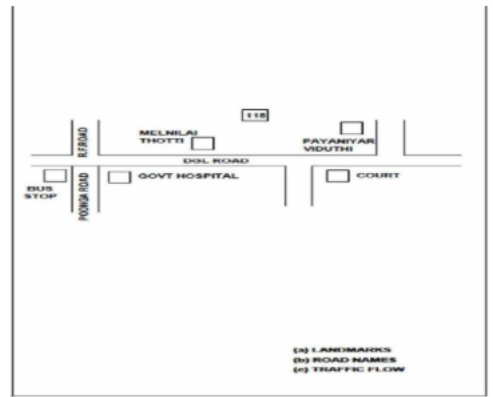 118
R.F.ROAD
MELNILAI
THOTTI
PAYANIYAR
VIDUTHI
DGL ROAD
BUS
STOP
POONGA ROAD
GOVT HOSPITAL
COURT
(a) LANDMARKS
(b) ROAD NAMES
(c) TRAFFIC FLOW